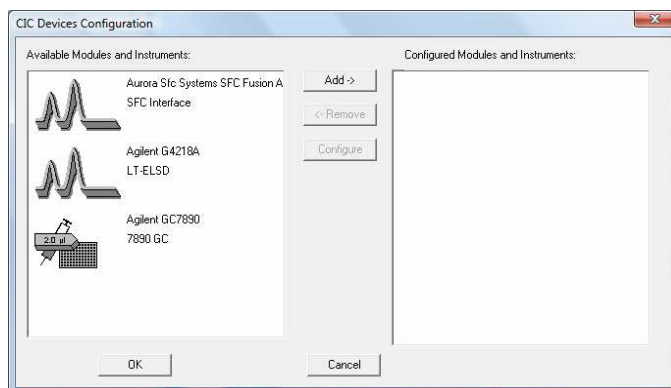 CIC Devices Configuration
Available Modules and Instruments:
Configured Modules and Instruments:
Aurora Sfc Systems SFC Fusion A
SFC Interface
Agilent G4218A
LT-ELSD
2.0 µl
Agilent GC7890
7890 GC
Add ->
<- Remove
Configure
OK
Cancel